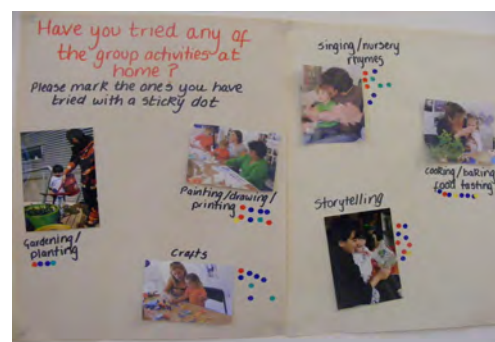 Have you tried any of
the group activities at
home ?
Please mark the ones you have
tried with a sticky dot
singing/nursery
rhymes
Painting/drawing/
printing
cooking/baking
food tasting
Gardening/
planting
Storytelling
Crafts